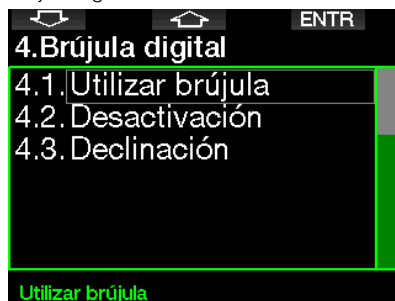 ENTR
4.Brújula digital
4.1.Utilizar brújula
4.2.Desactivación
4.3.Declinación
Utilizar brújula